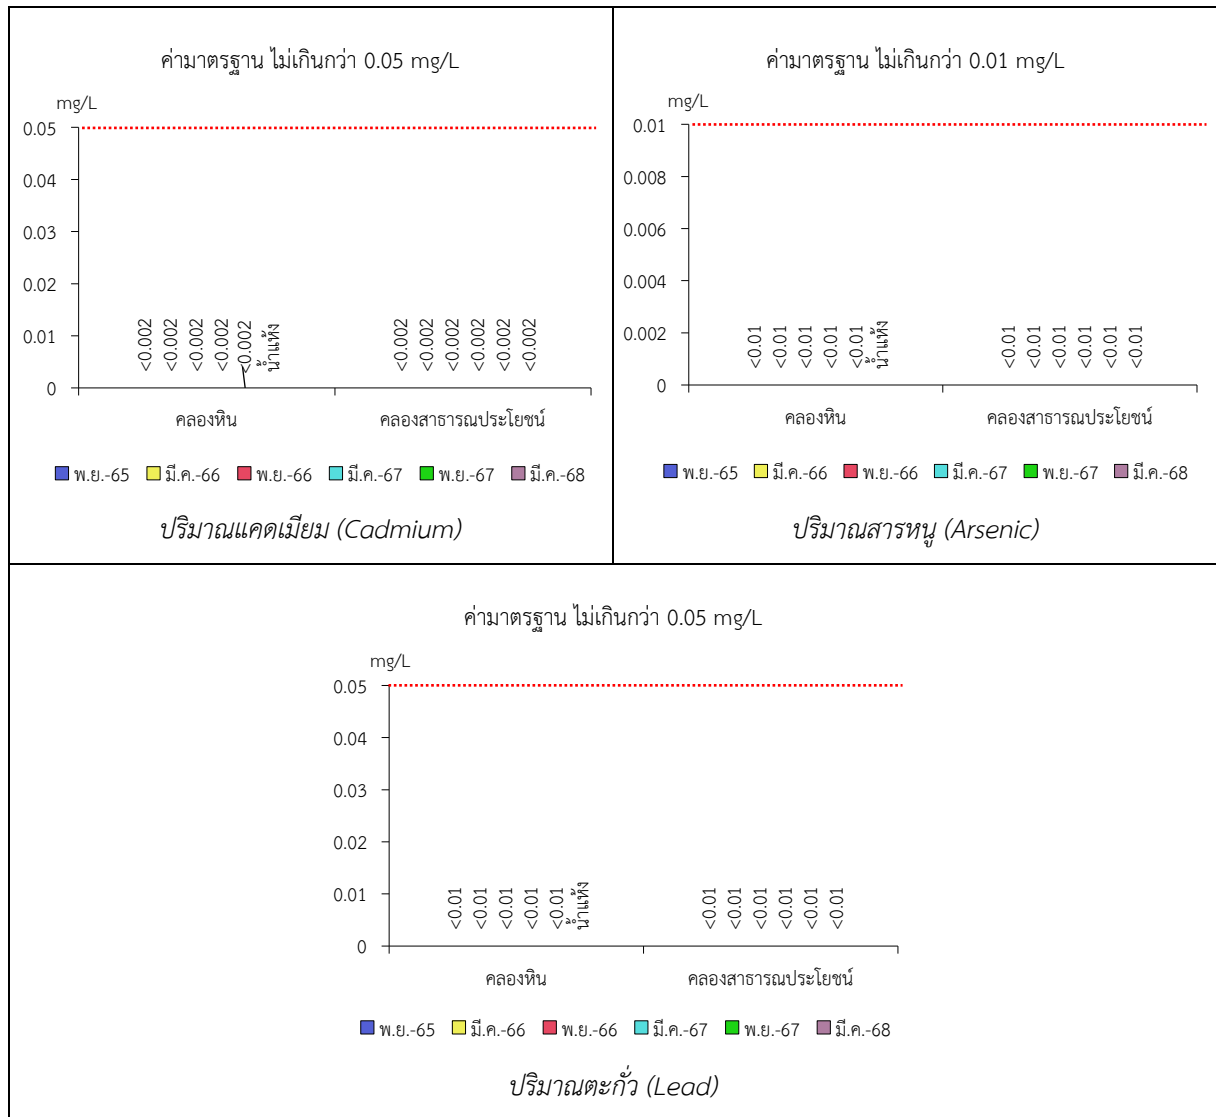 ค่ามาตรฐาน ไม่เกินกว่า 0.05 mg/L
mg/L
0.05
0.04
0.03
0.02
0.01
0
<0.002 <0.002 <0.002 <0.002 <0.002 น้ำแห้ง
<0.002 <0.002 <0.002 <0.002 <0.002 <0.002
คลองหิน คลองสาธารณประโยชน์
พ.ย.-65 มี.ค.-66 พ.ย.-66 มี.ค.-67 พ.ย.-67 มี.ค.-68
ปริมาณแคดเมียม (Cadmium)
ค่ามาตรฐาน ไม่เกินกว่า 0.01 mg/L
mg/L
0.01
0.008
0.006
0.004
0.002
0
<0.01 <0.01 <0.01 <0.01 <0.01 น้ำแห้ง
<0.01 <0.01 <0.01 <0.01 <0.01 <0.01
คลองหิน คลองสาธารณประโยชน์
พ.ย.-65 มี.ค.-66 พ.ย.-66 มี.ค.-67 พ.ย.-67 มี.ค.-68
ปริมาณสารหนู (Arsenic)
ค่ามาตรฐาน ไม่เกินกว่า 0.05 mg/L
mg/L
0.05
0.04
0.03
0.02
0.01
0
<0.01 <0.01 <0.01 <0.01 <0.01 น้ำแห้ง
<0.01 <0.01 <0.01 <0.01 <0.01 <0.01
คลองหิน คลองสาธารณประโยชน์
พ.ย.-65 มี.ค.-66 พ.ย.-66 มี.ค.-67 พ.ย.-67 มี.ค.-68
ปริมาณตะกั่ว (Lead)